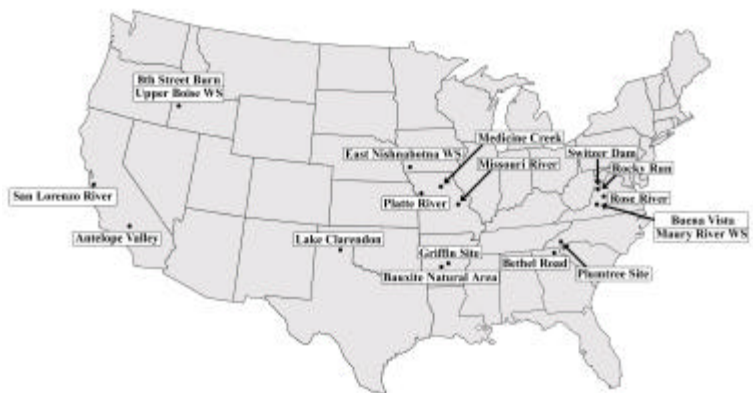 8th Street Burn
Upper Boise WS
Medicine Creek
East Nishnabotna WS
Missouri River
Switzer Dam
Rocky Run
San Lorenzo River
Platte River
Rose River
Buena Vista
Maury River WS
Antelope Valley
Lake Clarendon
Griffin Site
Bethel Road
Bauxite Natural Area
Plumtree Site